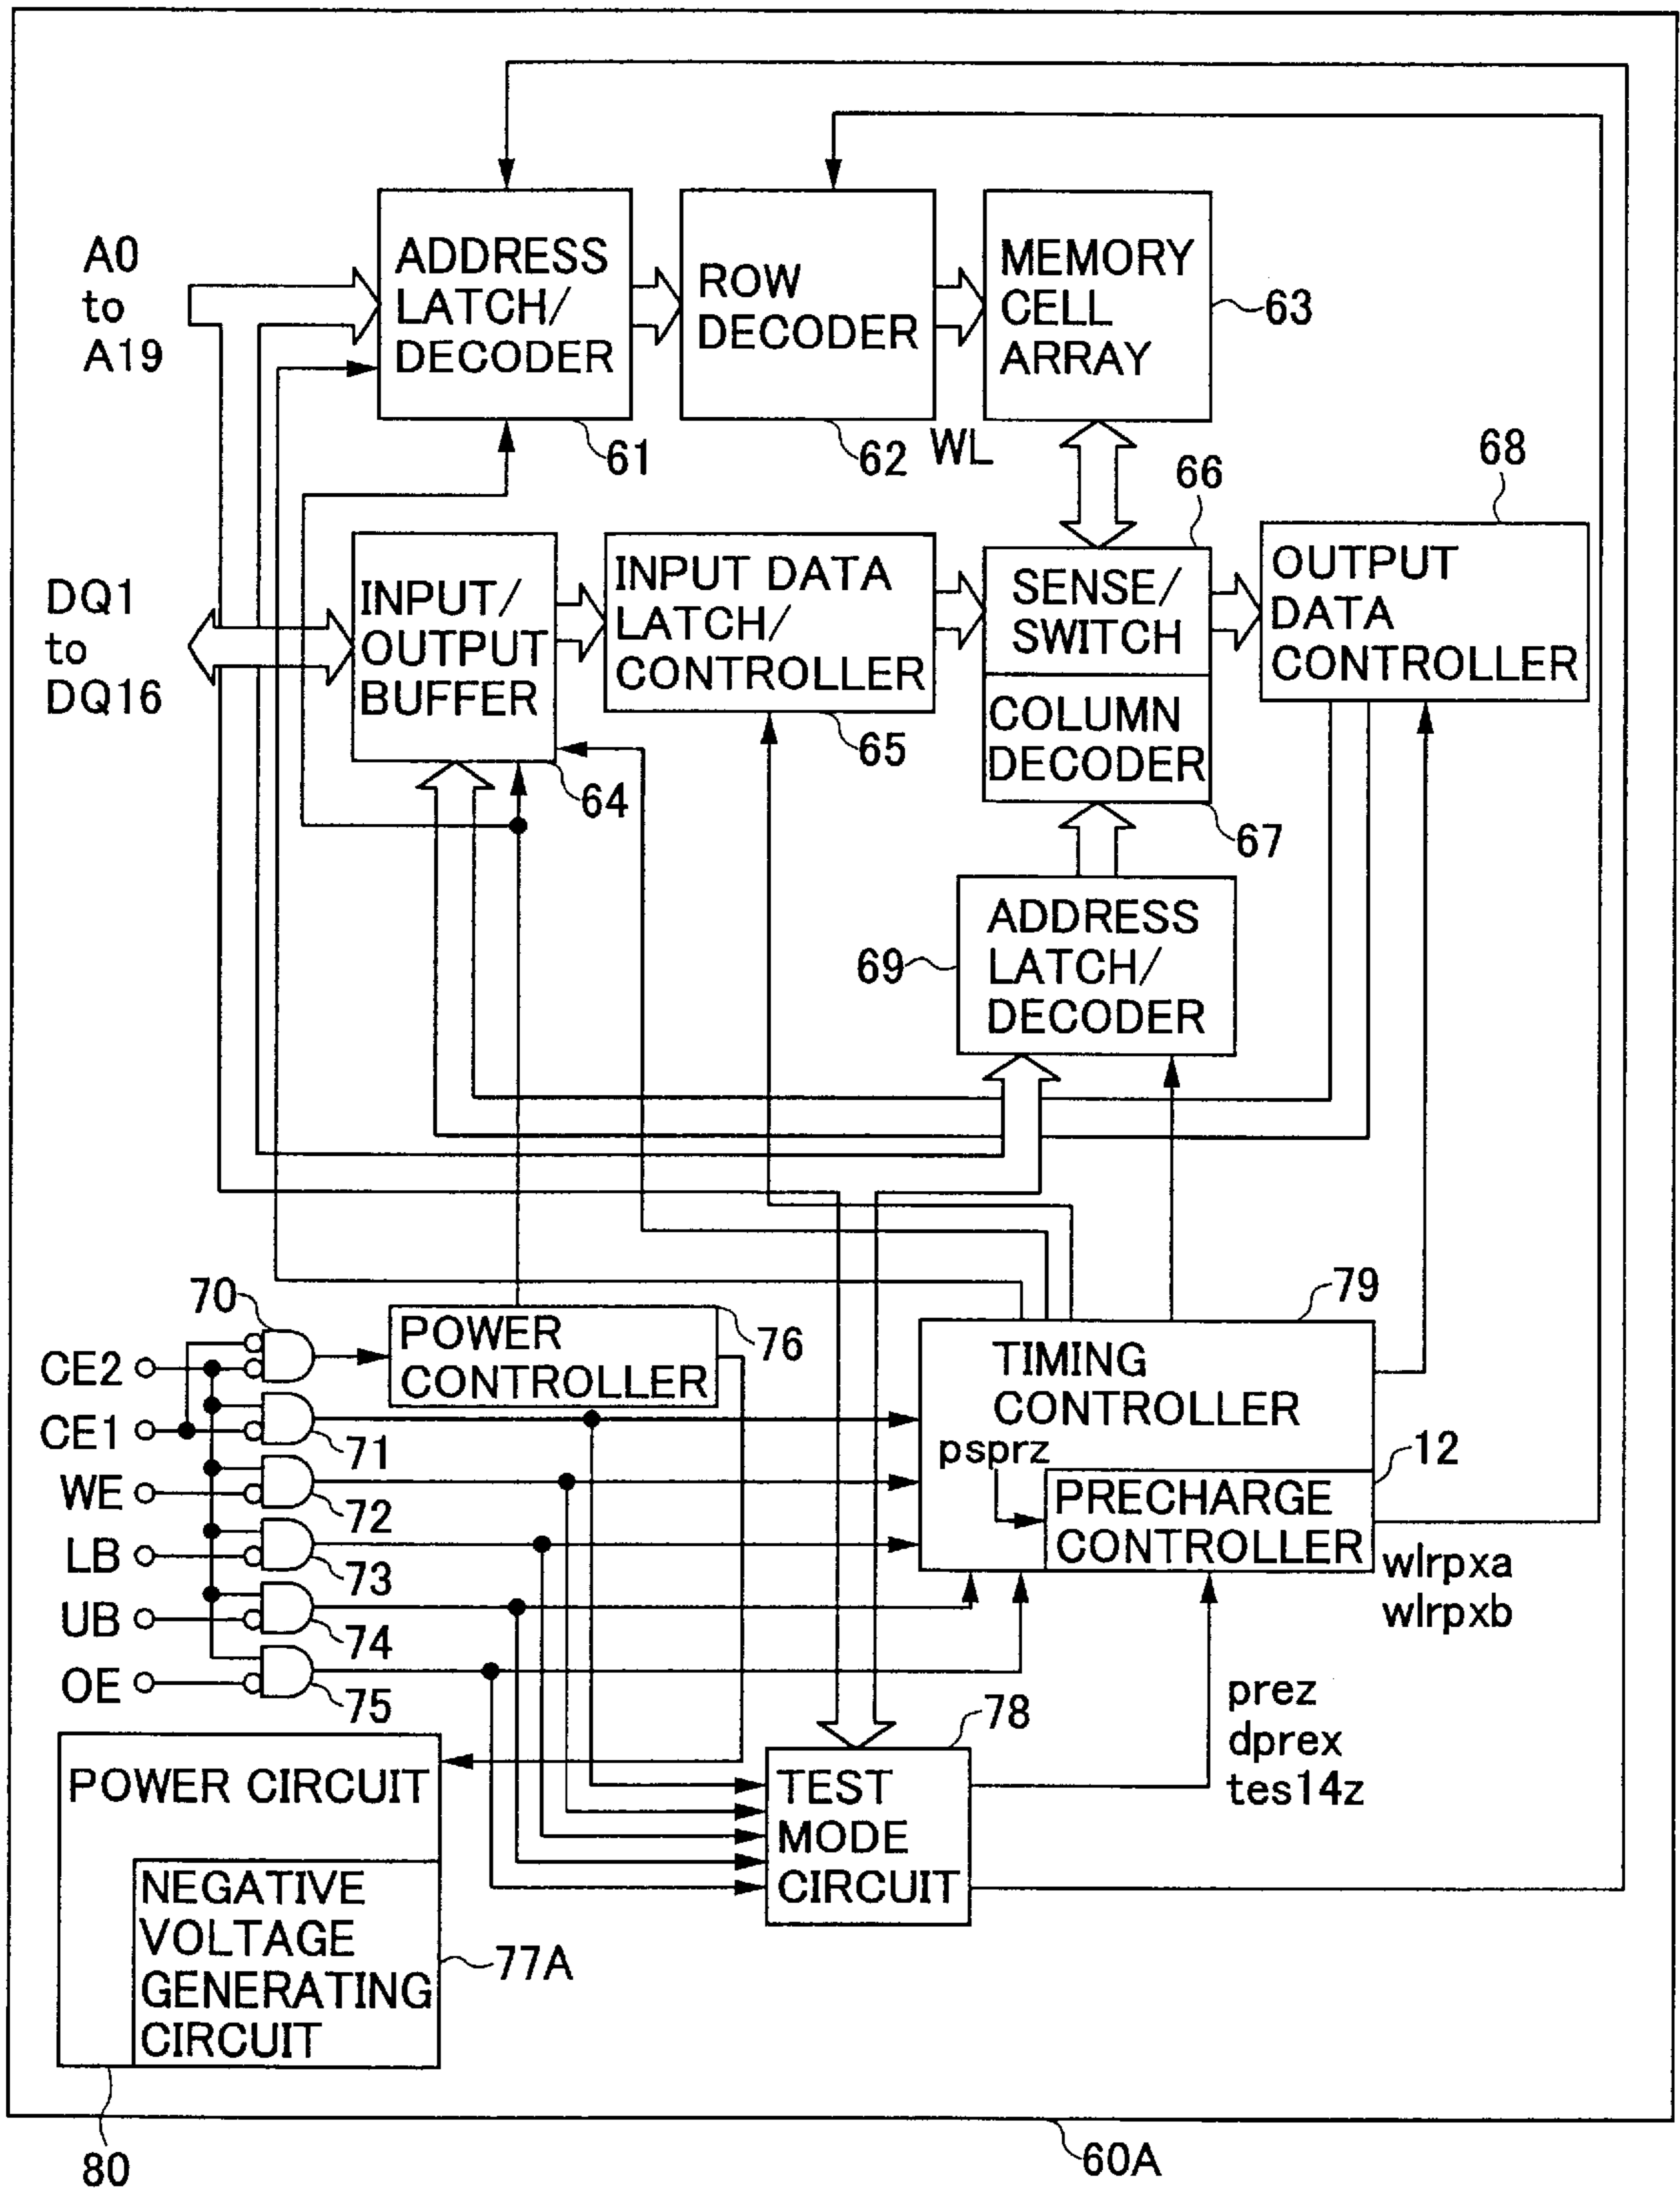 A0
to
A19
ADDRESS
LATCH/
DECODER
61
ROW
DECODER
62
WL
MEMORY
CELL
ARRAY
63
DQ1
to
DQ16
INPUT/
OUTPUT
BUFFER
64
INPUT DATA
LATCH/
CONTROLLER
65
66
SENSE/
SWITCH
COLUMN
DECODER
67
68
OUTPUT
DATA
CONTROLLER
69
ADDRESS
LATCH/
DECODER
70
CE2
CE1
WE
LB
UB
OE
71
72
73
74
75
POWER
CONTROLLER
76
79
TIMING
CONTROLLER
psprz
12
PRECHARGE
CONTROLLER
wlrpxa
wlrpxb
prez
dprex
tes14z
78
TEST
MODE
CIRCUIT
POWER CIRCUIT
NEGATIVE
VOLTAGE
GENERATING
CIRCUIT
77A
80
60A